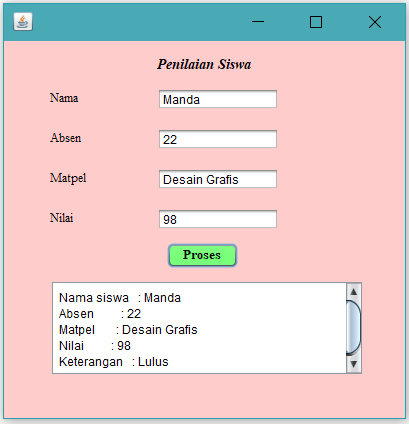 Penilaian Siswa
Nama Manda
Absen 22
Matpel Desain Grafis
Nilai 98
Proses
Nama siswa : Manda
Absen : 22
Matpel : Desain Grafis
Nilai : 98
Keterangan : Lulus